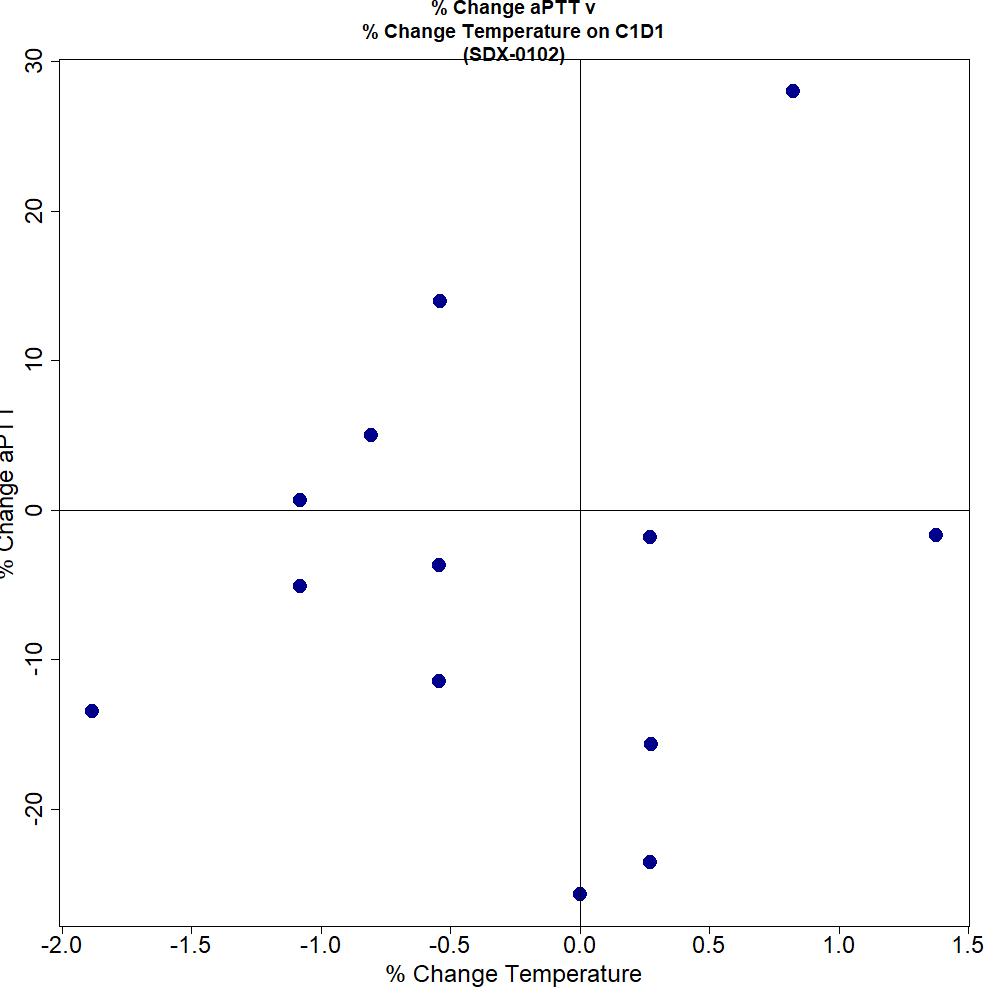 % Change aPTT v
% Change Temperature on C1D1
(SDX-0102)
% Change aPTT
30
20
10
0
-10
-20
-2.0 -1.5 -1.0 -0.5 0.0 0.5 1.0 1.5
% Change Temperature